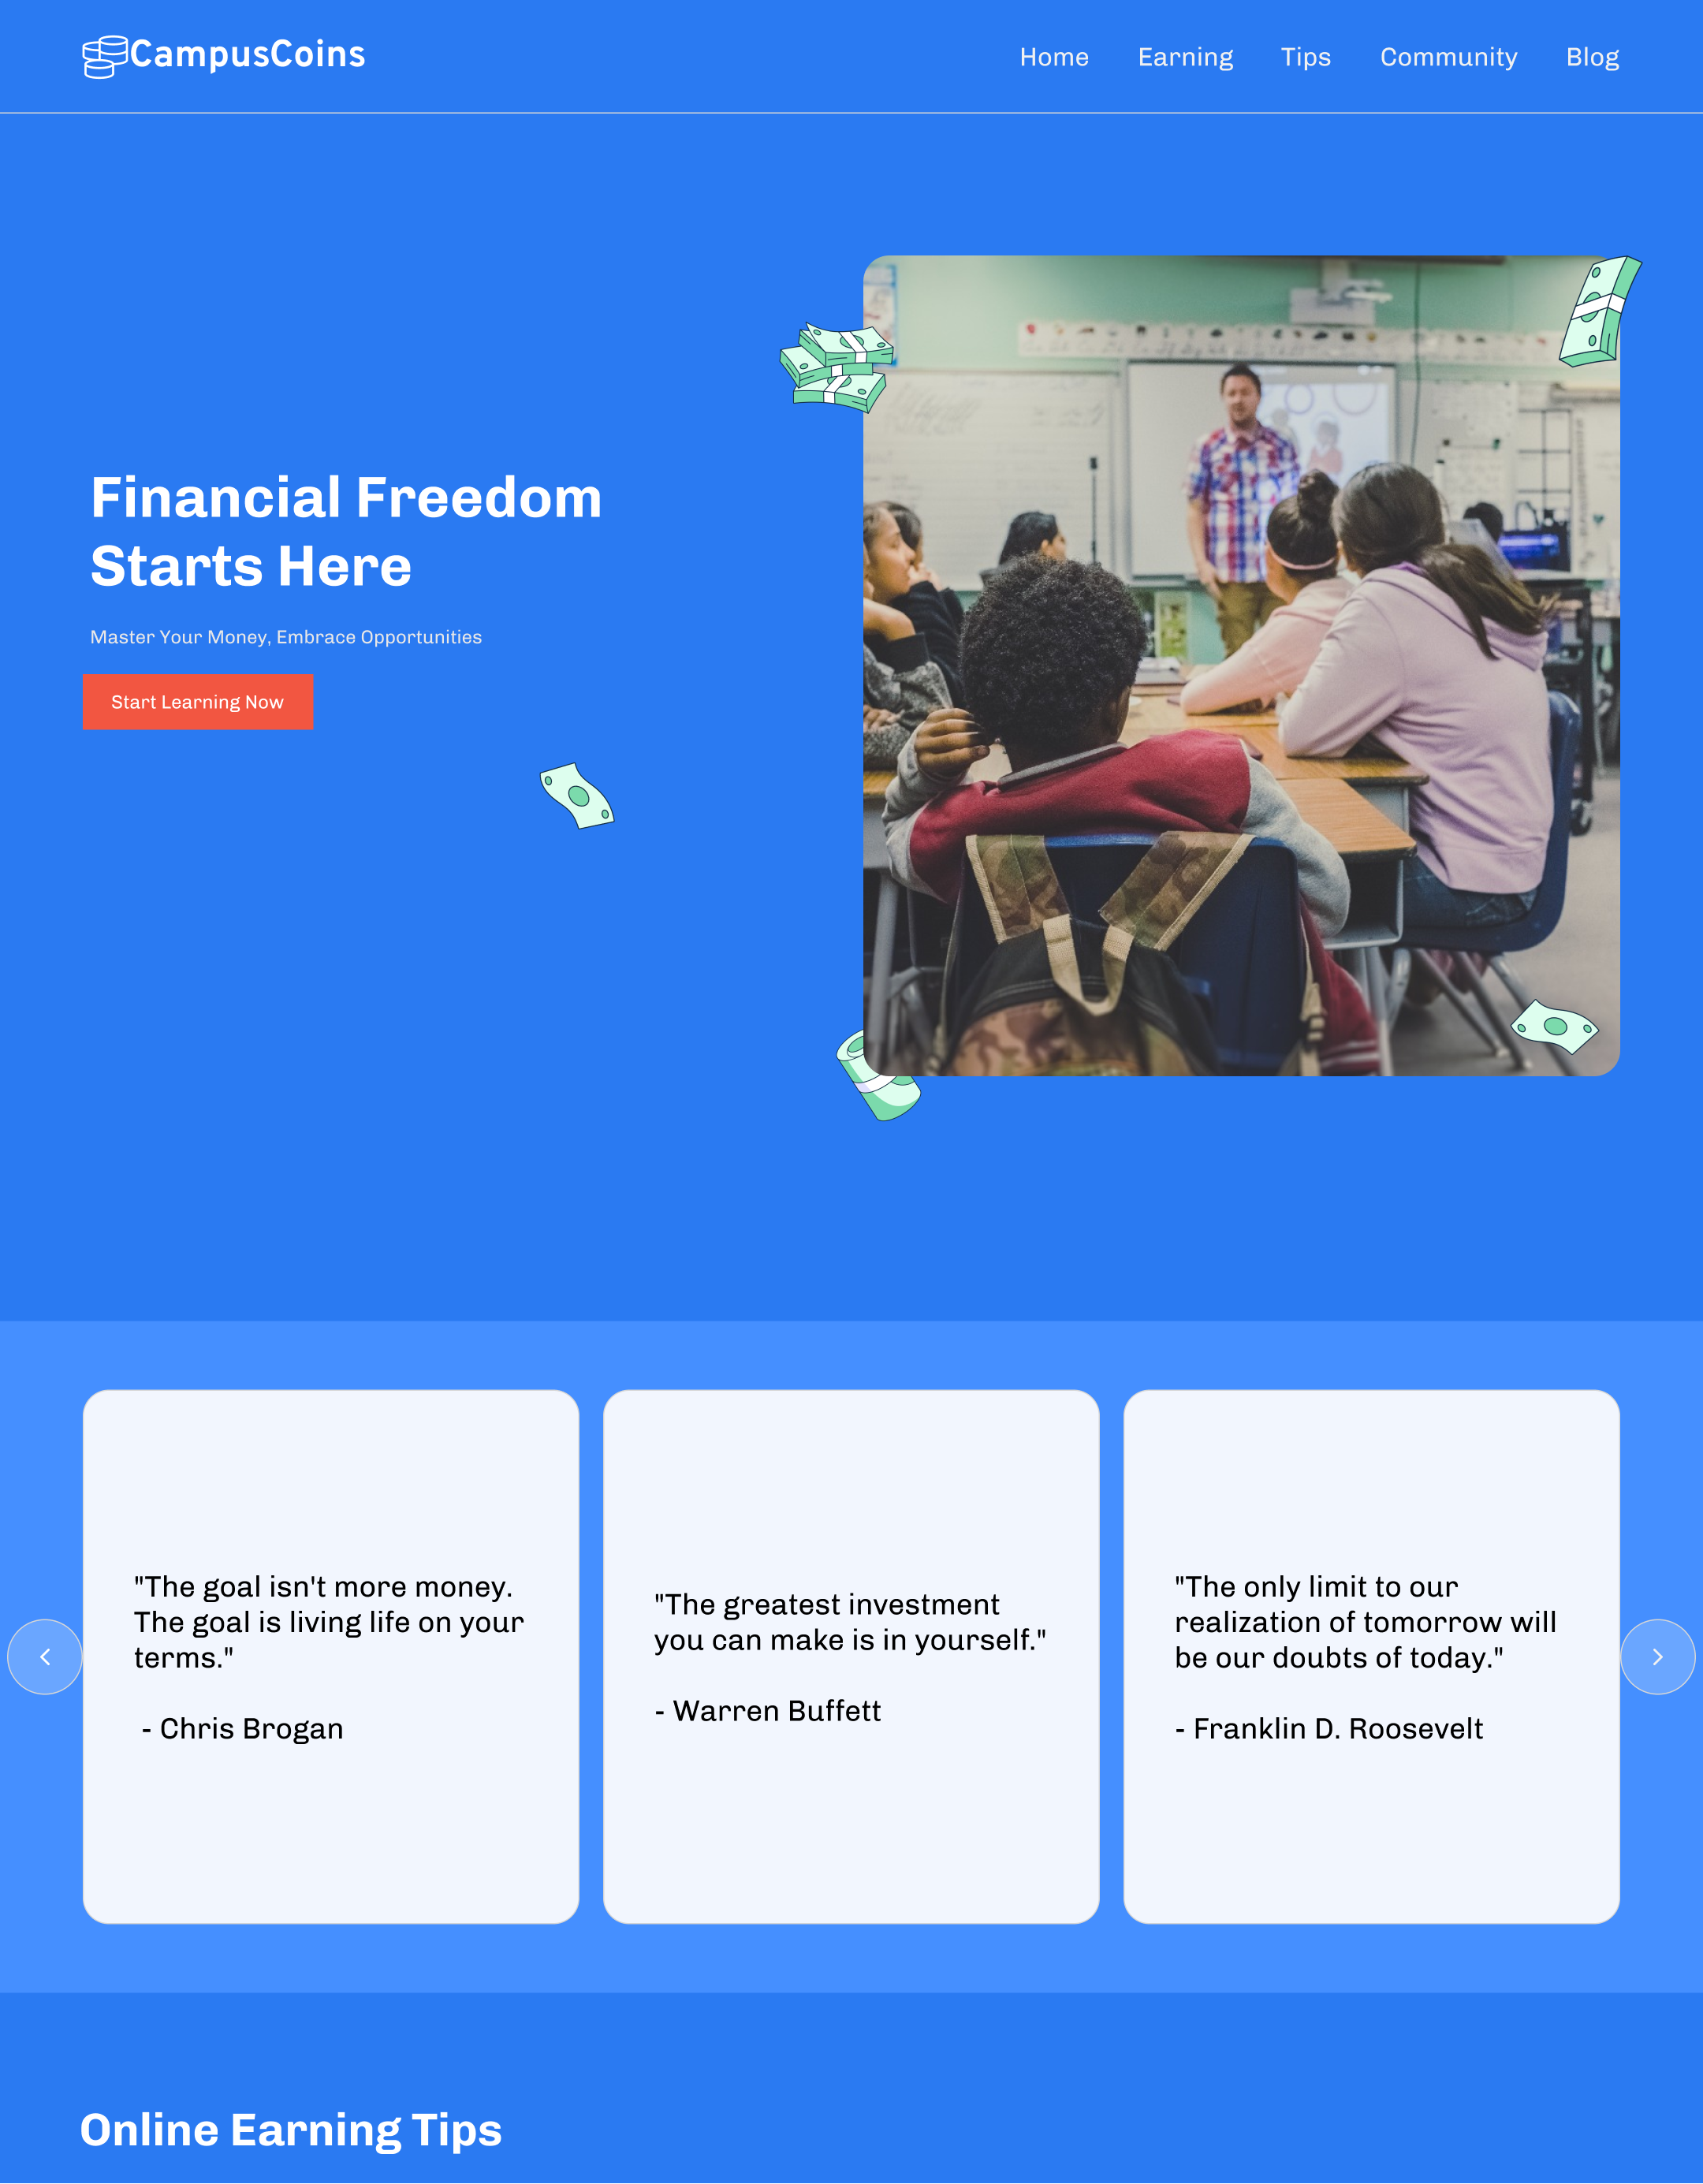 CampusCoins
Home
Earning
Tips
Community
Blog
Financial Freedom
Starts Here
Master Your Money, Embrace Opportunities
Start Learning Now
"The goal isn't more money.
The goal is living life on your
terms."
- Chris Brogan
"The greatest investment
you can make is in yourself."
- Warren Buffett
"The only limit to our
realization of tomorrow will
be our doubts of today."
- Franklin D. Roosevelt
Online Earning Tips